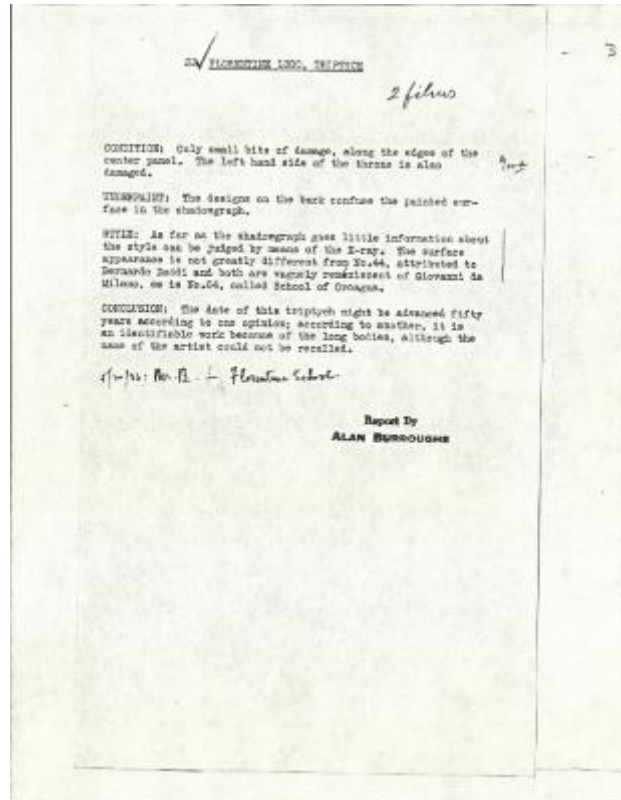 3
FLORENTINE 1300, TRIPTYCH
2 films
CONDITION: Only small bits of damage, along the edges of the
center panel. The left hand side of the throne is also
damaged.
UNDERPAINT: The designs on the back confuse the painted sur-
face in the shadowgraph.
STYLE: As far as the shadowgraph goes little information about
the style can be judged by means of the X-ray. The surface
appearance is not greatly different from No.44, attributed to
Bernardo Daddi and both are vaguely reminiscent of Giovanni da
Milano, as is No.64, called School of Orcagna.
CONCLUSION: The date of this triptych might be advanced fifty
years according to one opinion; according to another, it is
an identifiable work because of the long bodies, although the
name of the artist could not be recalled.
Florentine School
Report By
ALAN BURROUGHS